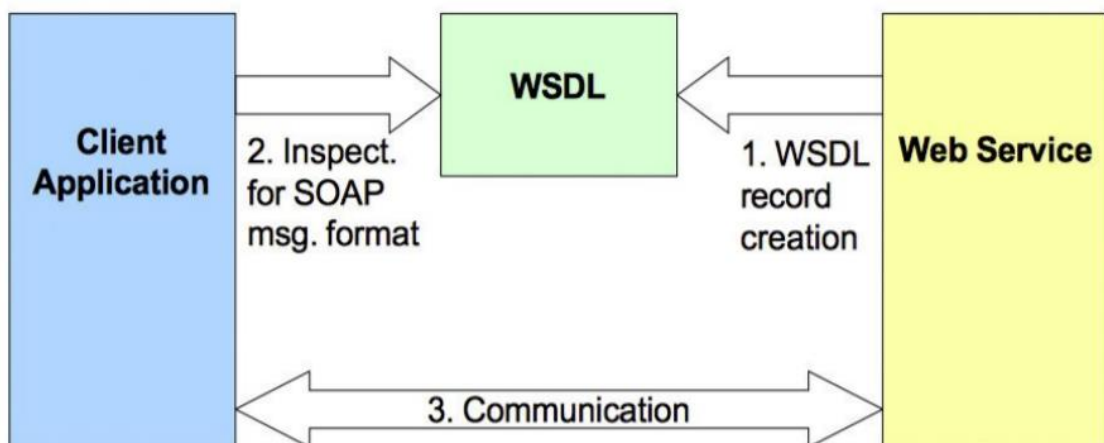 Client
Application
WSDL
Web Service
2. Inspect.
for SOAP
msg. format
1. WSDL
record
creation
3. Communication